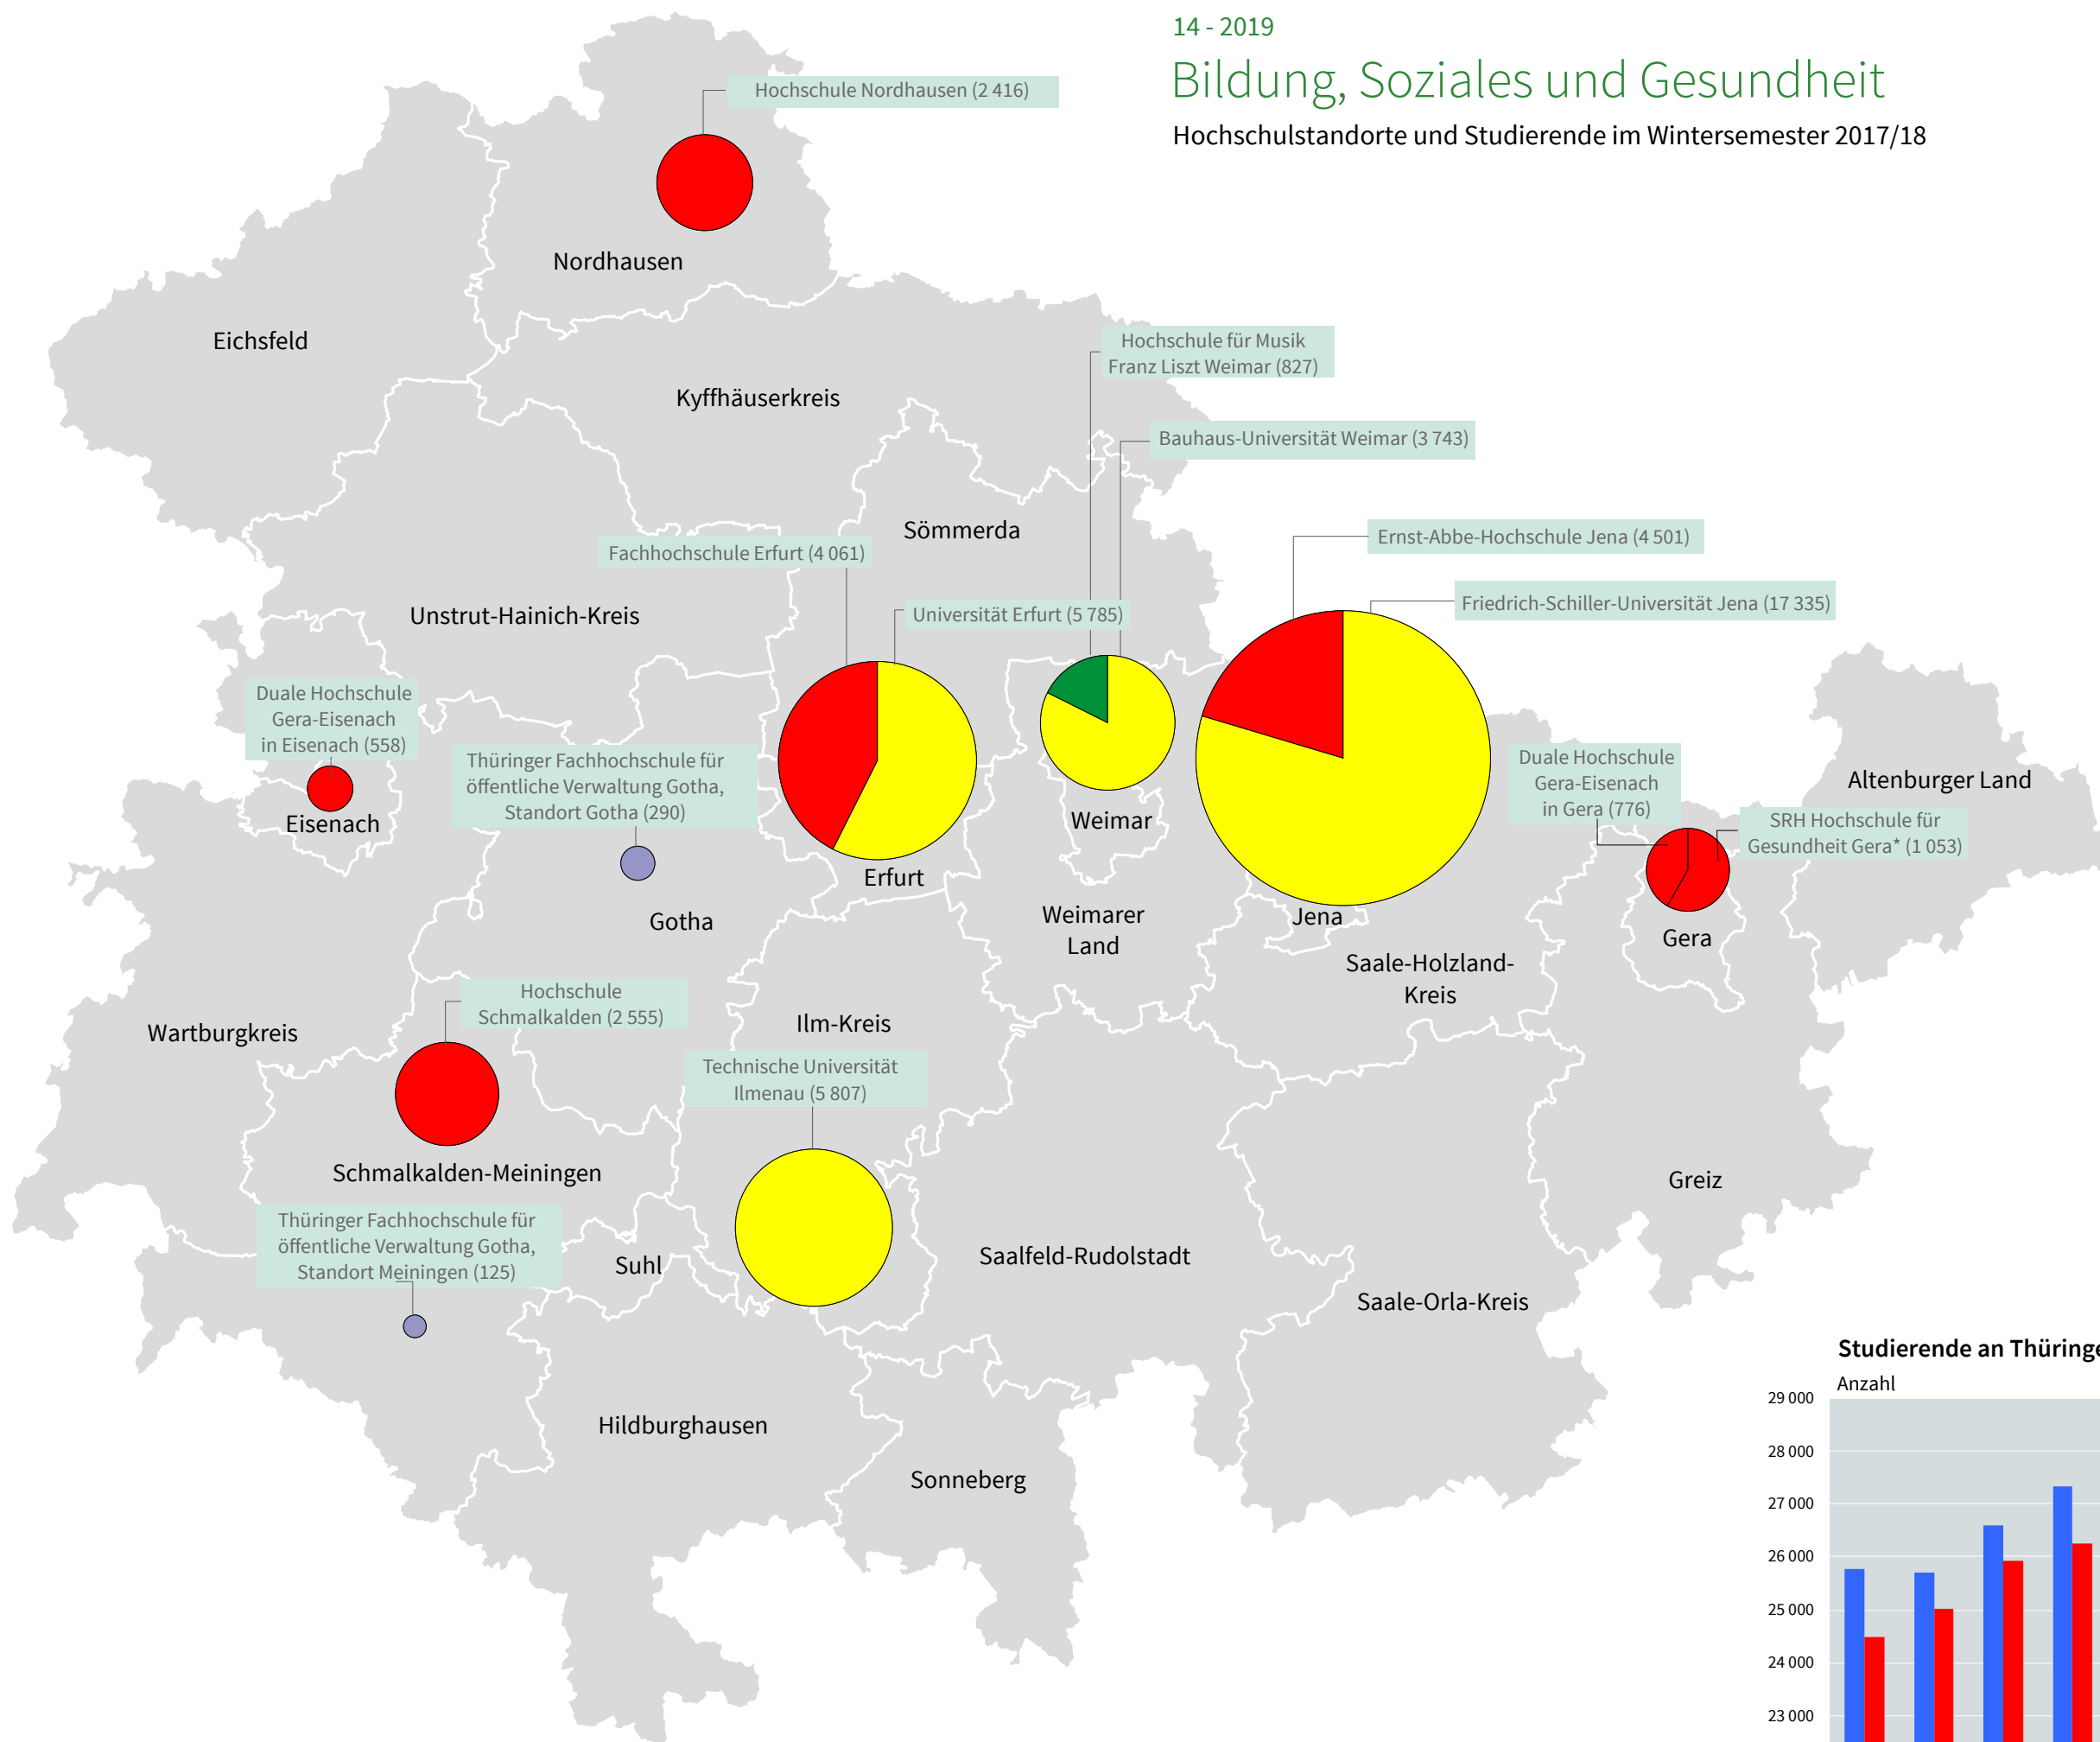 14 - 2019
Bildung, Soziales und Gesundheit
Hochschulstandorte und Studierende im Wintersemester 2017/18
Hochschule Nordhausen (2 416)
Nordhausen
Eichsfeld
Hochschule für Musik
Franz Liszt Weimar (827)
Kyffhäuserkreis
Bauhaus-Universität Weimar (3 743)
Sömmerda
Ernst-Abbe-Hochschule Jena (4 501)
Fachhochschule Erfurt (4 061)
Friedrich-Schiller-Universität Jena (17 335)
Unstrut-Hainich-Kreis
Universität Erfurt (5 785)
Duale Hochschule
Gera-Eisenach
in Eisenach (558)
Eisenach
Thüringer Fachhochschule für
öffentliche Verwaltung Gotha,
Standort Gotha (290)
Gotha
Erfurt
Weimar
Weimarer
Land
Jena
Saale-Holzland-
Kreis
Duale Hochschule
Gera-Eisenach
in Gera (776)
Altenburger Land
SRH Hochschule für
Gesundheit Gera* (1 053)
Gera
Hochschule
Schmalkalden (2 555)
Wartburgkreis
Ilm-Kreis
Technische Universität
Ilmenau (5 807)
Schmalkalden-Meiningen
Greiz
Thüringer Fachhochschule für
öffentliche Verwaltung Gotha,
Standort Meiningen (125)
Suhl
Saalfeld-Rudolstadt
Saale-Orla-Kreis
Hildburghausen
Sonneberg
Studierende an Thüringe
Anzahl
29 000
28 000
27 000
26 000
25 000
24 000
23 000